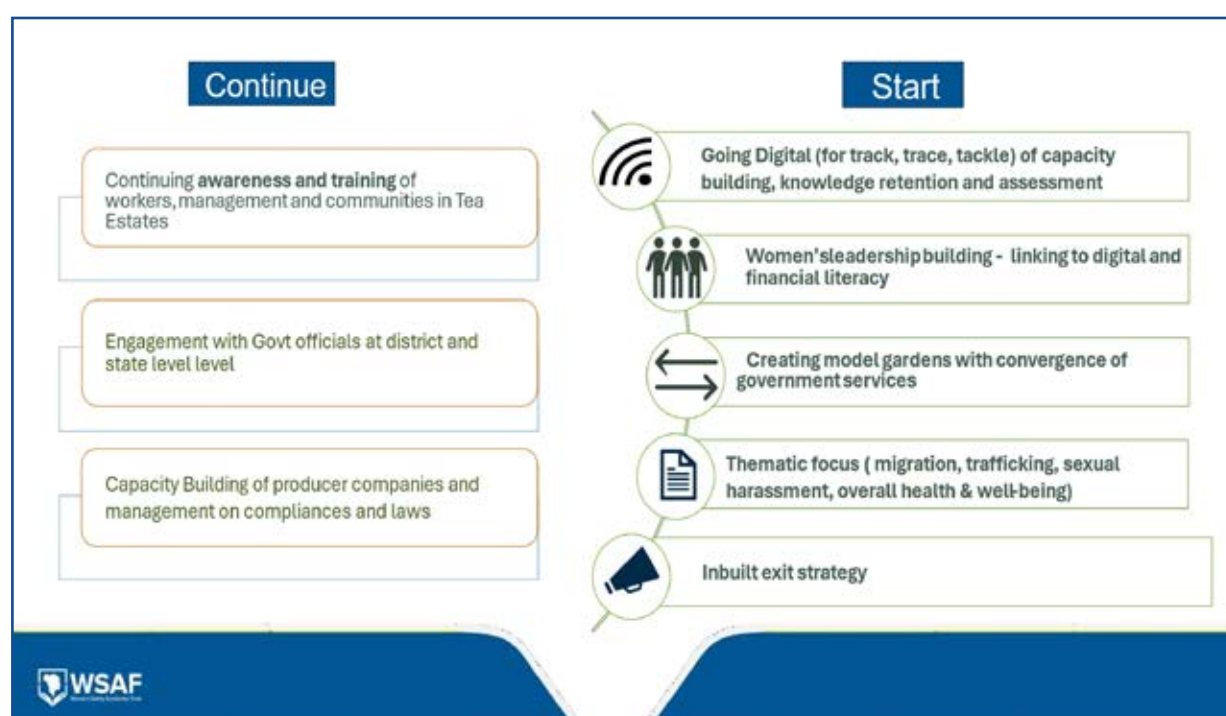 Continue
Continuing awareness and training of
workers, management and communities in Tea
Estates
Engagement with Govt officials at district and
state level level
Capacity Building of producer companies and
management on compliances and laws
Start
Going Digital (for track, trace, tackle) of capacity
building, knowledge retention and assessment
Women'sleadershipbuilding - linking to digital and
financial literacy
Creating model gardens with convergence of
government services
Thematic focus ( migration, trafficking, sexual
harassment, overall health & well-being)
Inbuilt exit strategy
WSAF